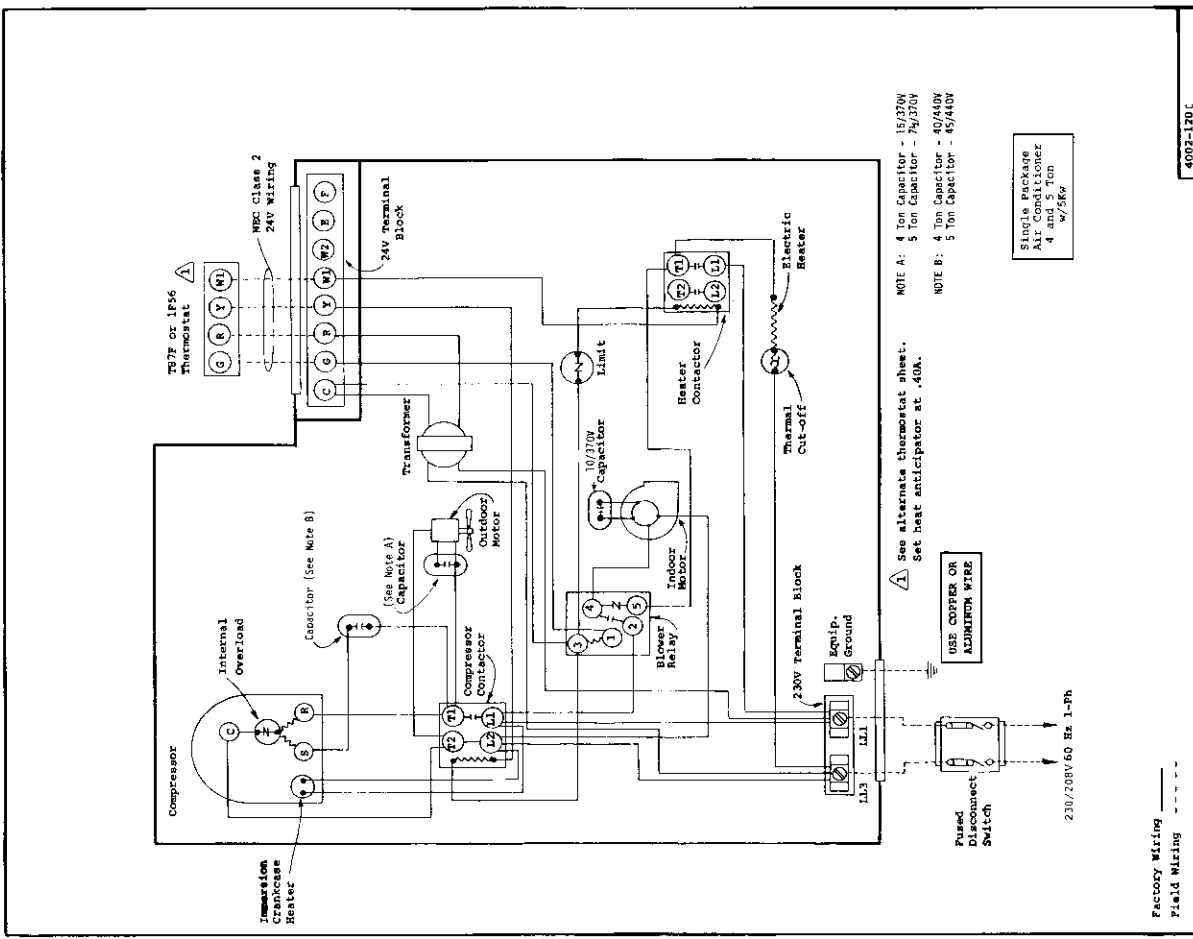 Compressor
Internal
Overload
C
S
R
Immersion
Crankcase
Heater
Capacitor (See Note B)
(See Note A)
Capacitor
Outdoor
Motor
Compressor
Contactor
T2
T1
L2
L1
Transformer
T87F or 1F56
Thermostat
1
G
R
Y
W1
NEC Class 2
24V Wiring
C
G
R
Y
W1
W2
E
F
24V Terminal
Block
10/370V
Capacitor
Indoor
Motor
Blower
Relay
3
4
1
2
5
Limit
Heater
Contactor
T2
T1
L2
L1
Thermal
Cut-off
Electric
Heater
230V Terminal Block
LL3
LL1
Equip.
Ground
Fused
Disconnect
Switch
230/208V 60 Hz 1-Ph
USE COPPER OR
ALUMINUM WIRE
1 See alternate thermostat sheet.
Set heat anticipator at .40A.
NOTE A: 4 Ton Capacitor - 15/370V
5 Ton Capacitor - 7½/370V
NOTE B: 4 Ton Capacitor - 40/440V
5 Ton Capacitor - 45/440V
Single Package
Air Conditioner
4 and 5 Ton
w/5Kw
Factory Wiring
Field Wiring
4002-120C